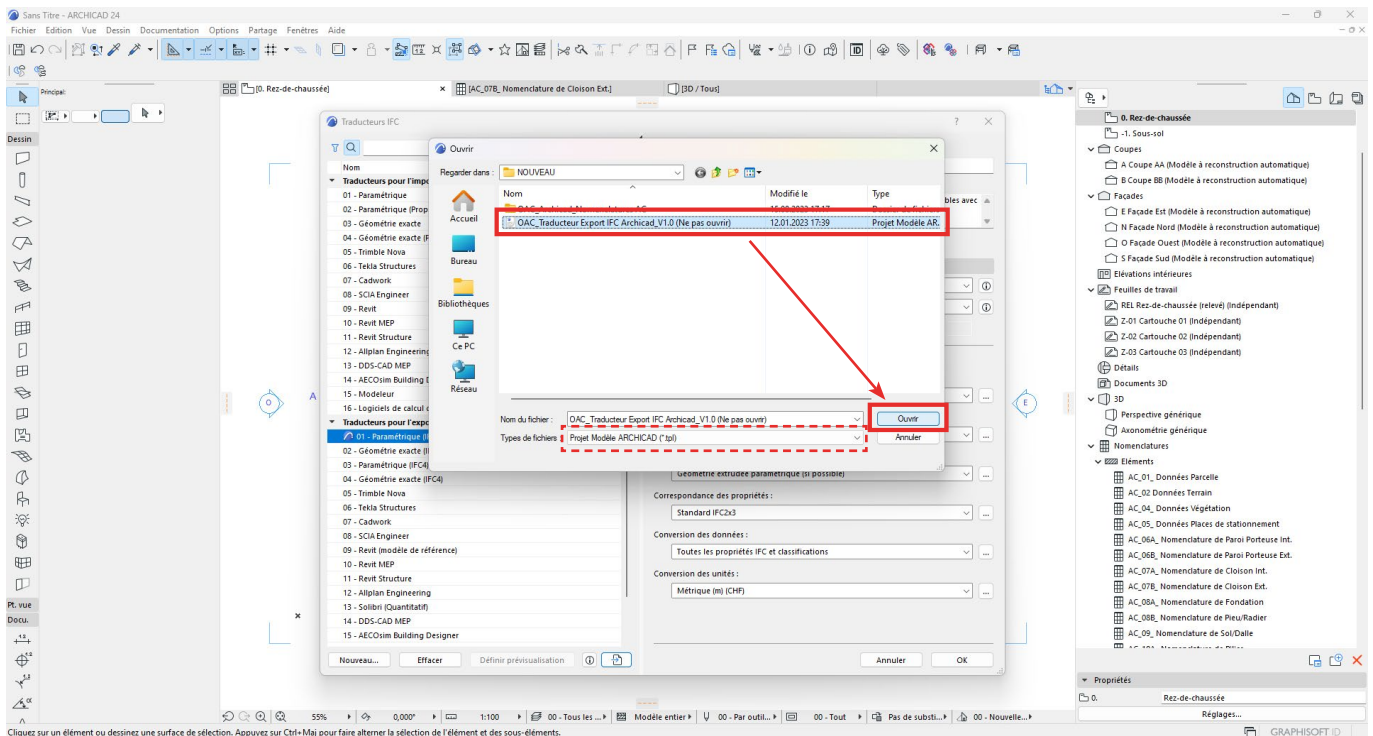 Sans Titre - ARCHICAD 24
Fichier Edition Vue Dessin Documentation Options Partage Fenêtres Aide
Principal:
[0. Rez-de-chaussée]
[AC_07B_ Nomenclature de Cloison Ext.]
[3D / Tous]
Dessin
Pt. vue
Docu.
Traducteurs IFC
Nom
Traducteurs pour l'impo
01 - Paramétrique
02 - Paramétrique (Prop
03 - Géométrie exacte
04 - Géométrie exacte (P
05 - Trimble Nova
06 - Tekla Structures
07 - Cadwork
08 - SCIA Engineer
09 - Revit
10 - Revit MEP
11 - Revit Structure
12 - Allplan Engineering
13 - DDS-CAD MEP
14 - AECOsim Building D
15 - Modeleur
16 - Logiciels de calcul d
Traducteurs pour l'expo
01 - Paramétrique (I
02 - Géométrie exacte (I
03 - Paramétrique (IFC4)
04 - Géométrie exacte (IFC4)
05 - Trimble Nova
06 - Tekla Structures
07 - Cadwork
08 - SCIA Engineer
09 - Revit (modèle de référence)
10 - Revit MEP
11 - Revit Structure
12 - Allplan Engineering
13 - Solibri (Quantitatif)
14 - DDS-CAD MEP
15 - AECOsim Building Designer
Nouveau... Effacer Définir prévisualisation
bles avec
Géométrie extrudée paramétrique (si possible)
Correspondance des propriétés :
Standard IFC2x3
Conversion des données :
Toutes les propriétés IFC et classifications
Conversion des unités :
Métrique (m) (CHF)
Annuler OK
Ouvrir
Regarder dans : NOUVEAU
Accueil
Bureau
Bibliothèques
Ce PC
Réseau
Nom Modifié le Type
OAC_Traducteur Export IFC Archicad_V1.0 (Ne pas ouvrir) 12.01.2023 17:39 Projet Modèle AR.
Nom du fichier : OAC_Traducteur Export IFC Archicad_V1.0 (Ne pas ouvrir) Ouvrir
Types de fichiers : Projet Modèle ARCHICAD (*.tpl) Annuler
O
A
E
0. Rez-de-chaussée
-1. Sous-sol
Coupes
A Coupe AA (Modèle à reconstruction automatique)
B Coupe BB (Modèle à reconstruction automatique)
Façades
E Façade Est (Modèle à reconstruction automatique)
N Façade Nord (Modèle à reconstruction automatique)
O Façade Ouest (Modèle à reconstruction automatique)
S Façade Sud (Modèle à reconstruction automatique)
Elévations intérieures
Feuilles de travail
REL Rez-de-chaussée (relevé) (Indépendant)
Z-01 Cartouche 01 (Indépendant)
Z-02 Cartouche 02 (Indépendant)
Z-03 Cartouche 03 (Indépendant)
Détails
Documents 3D
3D
Perspective générique
Axonométrie générique
Nomenclatures
Eléments
AC_01_ Données Parcelle
AC_02 Données Terrain
AC_04_ Données Végétation
AC_05_ Données Places de stationnement
AC_06A_ Nomenclature de Paroi Porteuse Int.
AC_06B_ Nomenclature de Paroi Porteuse Ext.
AC_07A_ Nomenclature de Cloison Int.
AC_07B_ Nomenclature de Cloison Ext.
AC_08A_ Nomenclature de Fondation
AC_08B_ Nomenclature de Pieu/Radier
AC_09_ Nomenclature de Sol/Dalle
Propriétés
0. Rez-de-chaussée
Réglages...
55% 0,000° 1:100 00 - Tous les ... Modèle entier 00 - Par outil... 00 - Tout Pas de substi... 00 - Nouvelle...
Cliquez sur un élément ou dessinez une surface de sélection. Appuyez sur Ctrl+Maj pour faire alterner la sélection de l'élément et des sous-éléments.
GRAPHISOFT ID